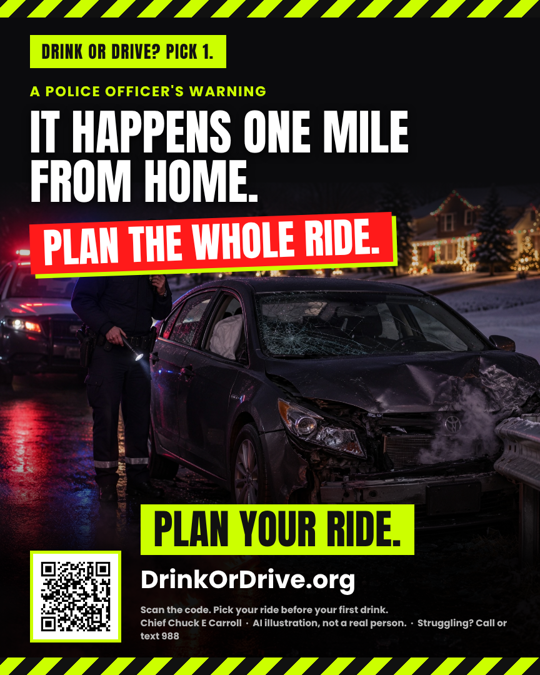 DRINK OR DRIVE? PICK 1.
A POLICE OFFICER'S WARNING
IT HAPPENS ONE MILE
FROM HOME.
PLAN THE WHOLE RIDE.
PLAN YOUR RIDE.
DrinkOrDrive.org
Scan the code. Pick your ride before your first drink.
Chief Chuck E Carroll · AI illustration, not a real person. · Struggling? Call or
text 988